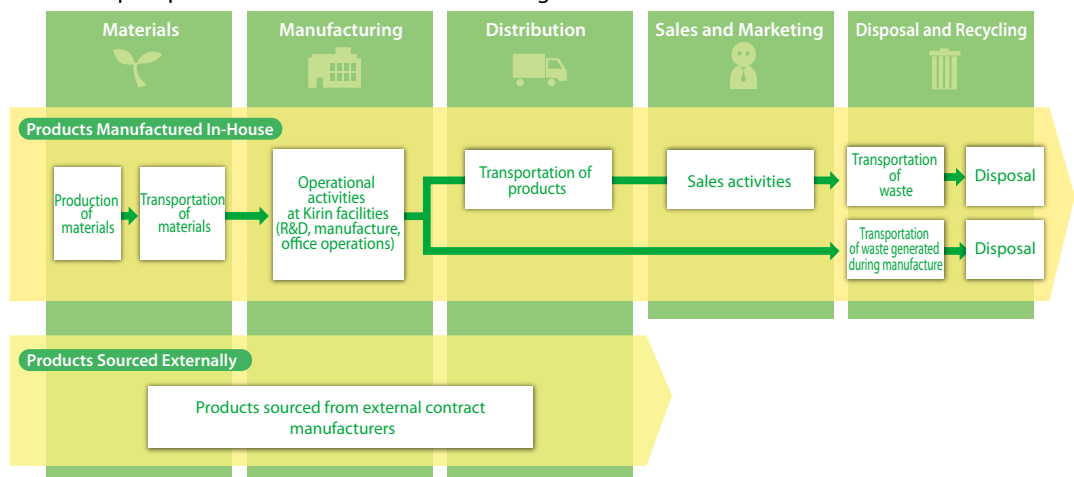 Materials
Manufacturing
Distribution
Sales and Marketing
Disposal and Recycling
Products Manufactured In-House
Production
of
materials
Transportation
of
materials
Operational
activities
at Kirin facilities
(R&D, manufacture,
office operations)
Transportation of
products
Sales activities
Transportation
of
waste
Disposal
Transportation
of waste generated
during manufacture
Disposal
Products Sourced Externally
Products sourced from external contract
manufacturers